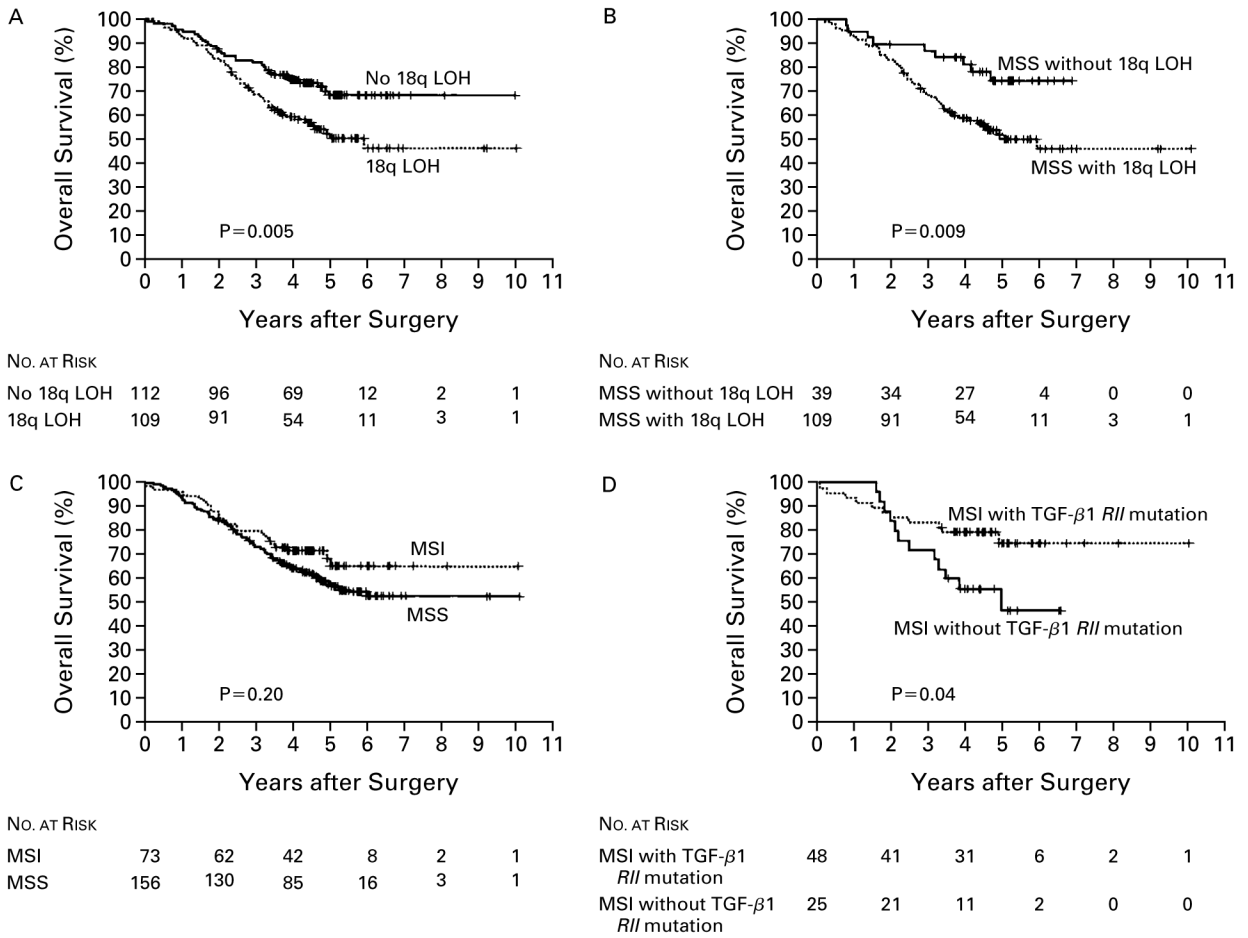 A
Overall Survival (%)
100
90
80
70
60
50
40
30
20
10
0
No 18q LOH
18q LOH
P=0.005
0 1 2 3 4 5 6 7 8 9 10 11
Years after Surgery
No. at Risk
No 18q LOH 112 96 69 12 2 1
18q LOH 109 91 54 11 3 1
B
Overall Survival (%)
100
90
80
70
60
50
40
30
20
10
0
MSS without 18q LOH
MSS with 18q LOH
P=0.009
0 1 2 3 4 5 6 7 8 9 10 11
Years after Surgery
No. at Risk
MSS without 18q LOH 39 34 27 4 0 0
MSS with 18q LOH 109 91 54 11 3 1
C
Overall Survival (%)
100
90
80
70
60
50
40
30
20
10
0
MSI
MSS
P=0.20
0 1 2 3 4 5 6 7 8 9 10 11
Years after Surgery
No. at Risk
MSI 73 62 42 8 2 1
MSS 156 130 85 16 3 1
D
Overall Survival (%)
100
90
80
70
60
50
40
30
20
10
0
MSI with TGF-β1 RII mutation
MSI without TGF-β1 RII mutation
P=0.04
0 1 2 3 4 5 6 7 8 9 10 11
Years after Surgery
No. at Risk
MSI with TGF-β1 48 41 31 6 2 1
RII mutation
MSI without TGF-β1 25 21 11 2 0 0
RII mutation